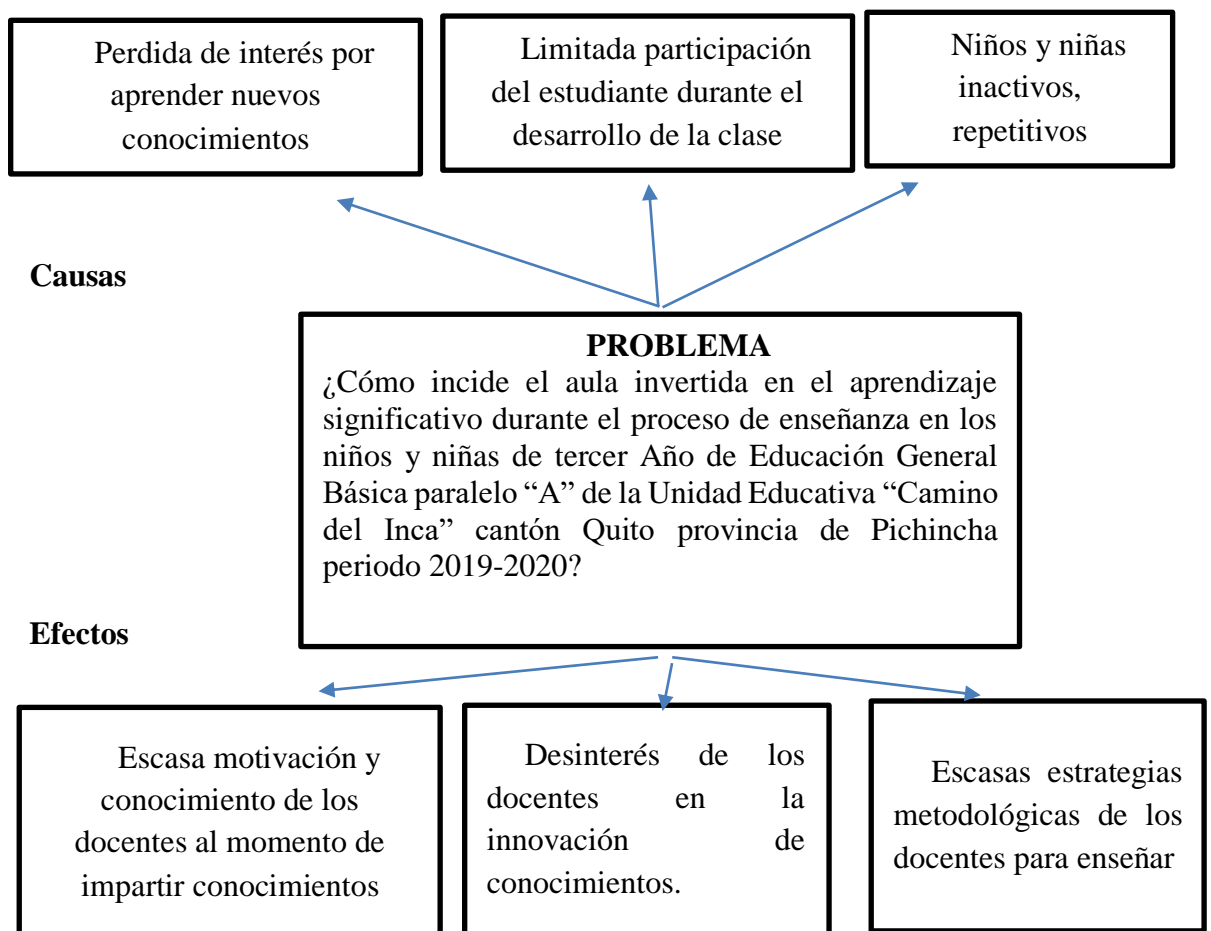 Perdida de interés por
aprender nuevos
conocimientos
Limitada participación
del estudiante durante el
desarrollo de la clase
Niños y niñas
inactivos,
repetitivos
Causas
PROBLEMA
¿Cómo incide el aula invertida en el aprendizaje
significativo durante el proceso de enseñanza en los
niños y niñas de tercer Año de Educación General
Básica paralelo “A” de la Unidad Educativa “Camino
del Inca” cantón Quito provincia de Pichincha
periodo 2019-2020?
Efectos
Escasa motivación y
conocimiento de los
docentes al momento de
impartir conocimientos
Desinterés de los
docentes en la
innovación de
conocimientos.
Escasas estrategias
metodológicas de los
docentes para enseñar